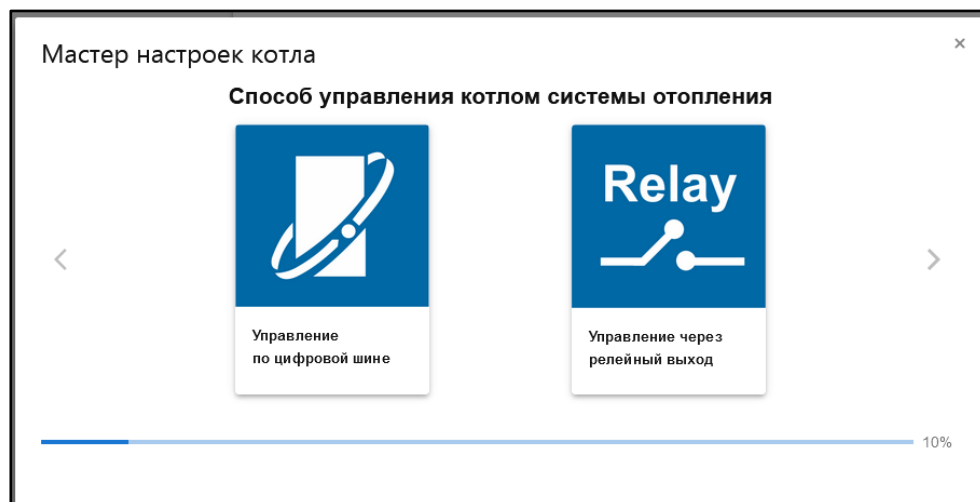 Мастер настроек котла
×
Способ управления котлом системы отопления
Relay
Управление
по цифровой шине
Управление через
релейный выход
10%